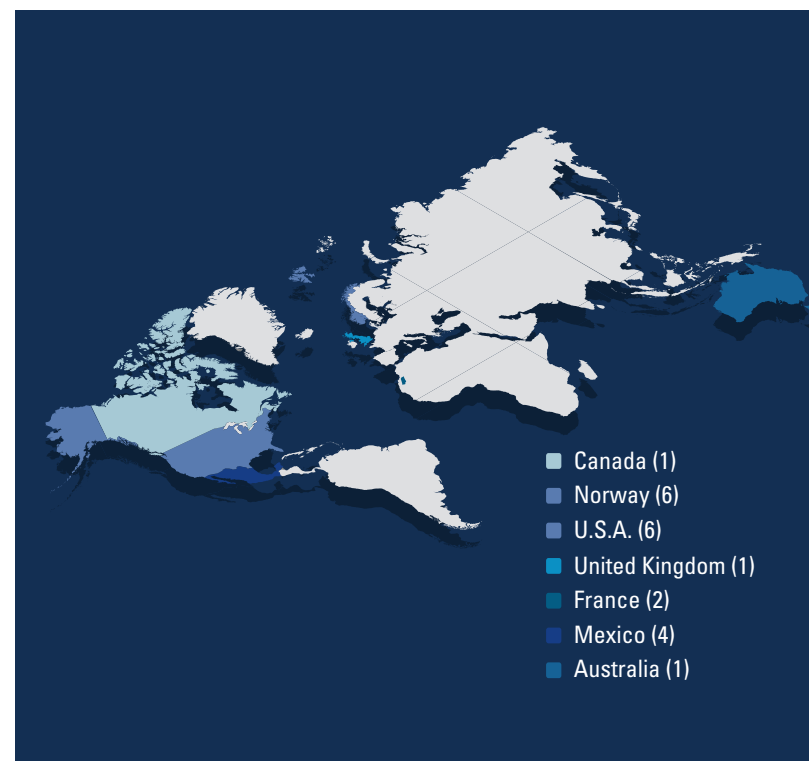 Canada (1)
Norway (6)
U.S.A. (6)
United Kingdom (1)
France (2)
Mexico (4)
Australia (1)